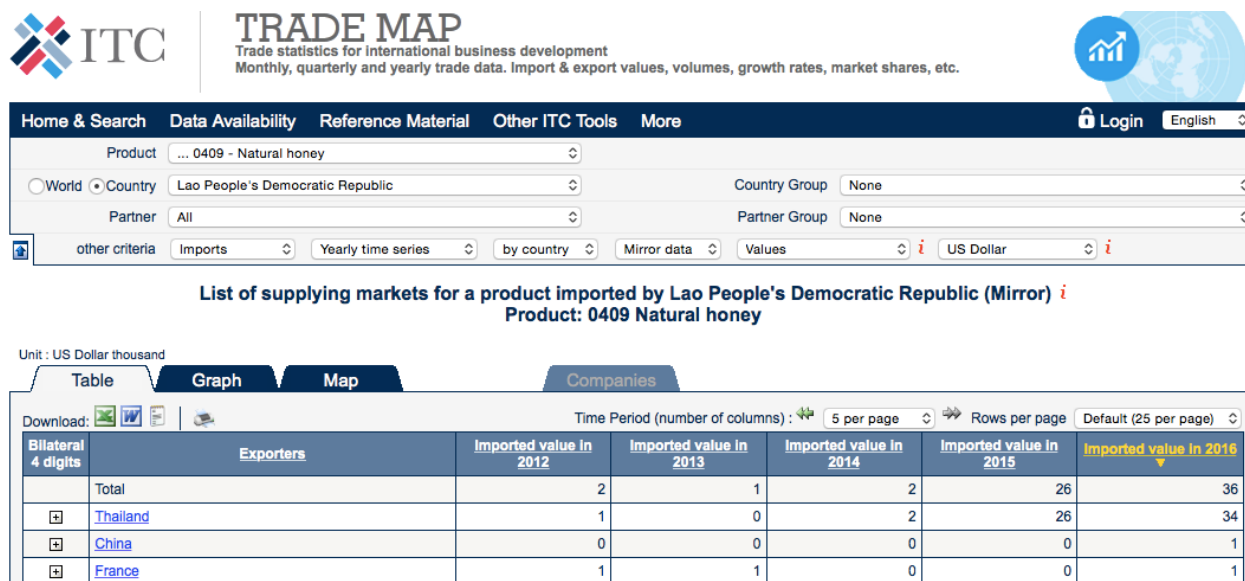 ITC
TRADE MAP
Trade statistics for international business development
Monthly, quarterly and yearly trade data. Import & export values, volumes, growth rates, market shares, etc.
Home & Search Data Availability Reference Material Other ITC Tools More Login English
Product ... 0409 - Natural honey
World Country Lao People's Democratic Republic Country Group None
Partner All Partner Group None
other criteria Imports Yearly time series by country Mirror data Values i US Dollar i
List of supplying markets for a product imported by Lao People's Democratic Republic (Mirror) i
Product: 0409 Natural honey
Unit : US Dollar thousand
Table Graph Map Companies
Download: Time Period (number of columns) : 5 per page Rows per page Default (25 per page)
Bilateral 4 digits Exporters Imported value in 2012 Imported value in 2013 Imported value in 2014 Imported value in 2015 Imported value in 2016
Total 2 1 2 26 36
Thailand 1 0 2 26 34
China 0 0 0 0 1
France 1 1 0 0 1